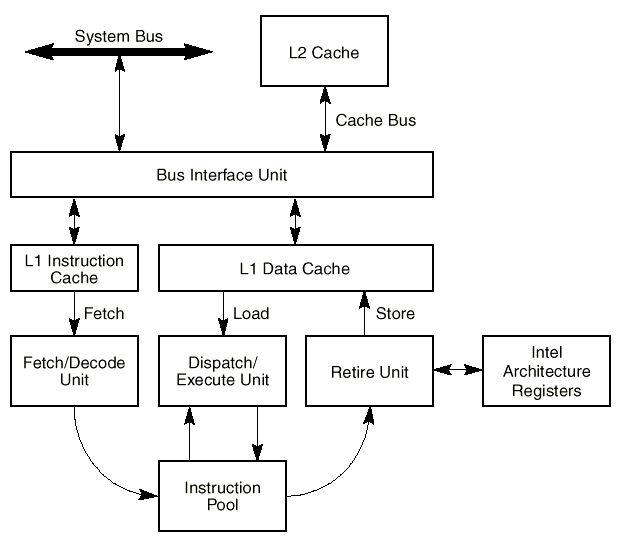 System Bus
L2 Cache
Cache Bus
Bus Interface Unit
L1 Instruction
Cache
L1 Data Cache
Fetch
Load
Store
Fetch/Decode
Unit
Dispatch/
Execute Unit
Retire Unit
Intel
Architecture
Registers
Instruction
Pool